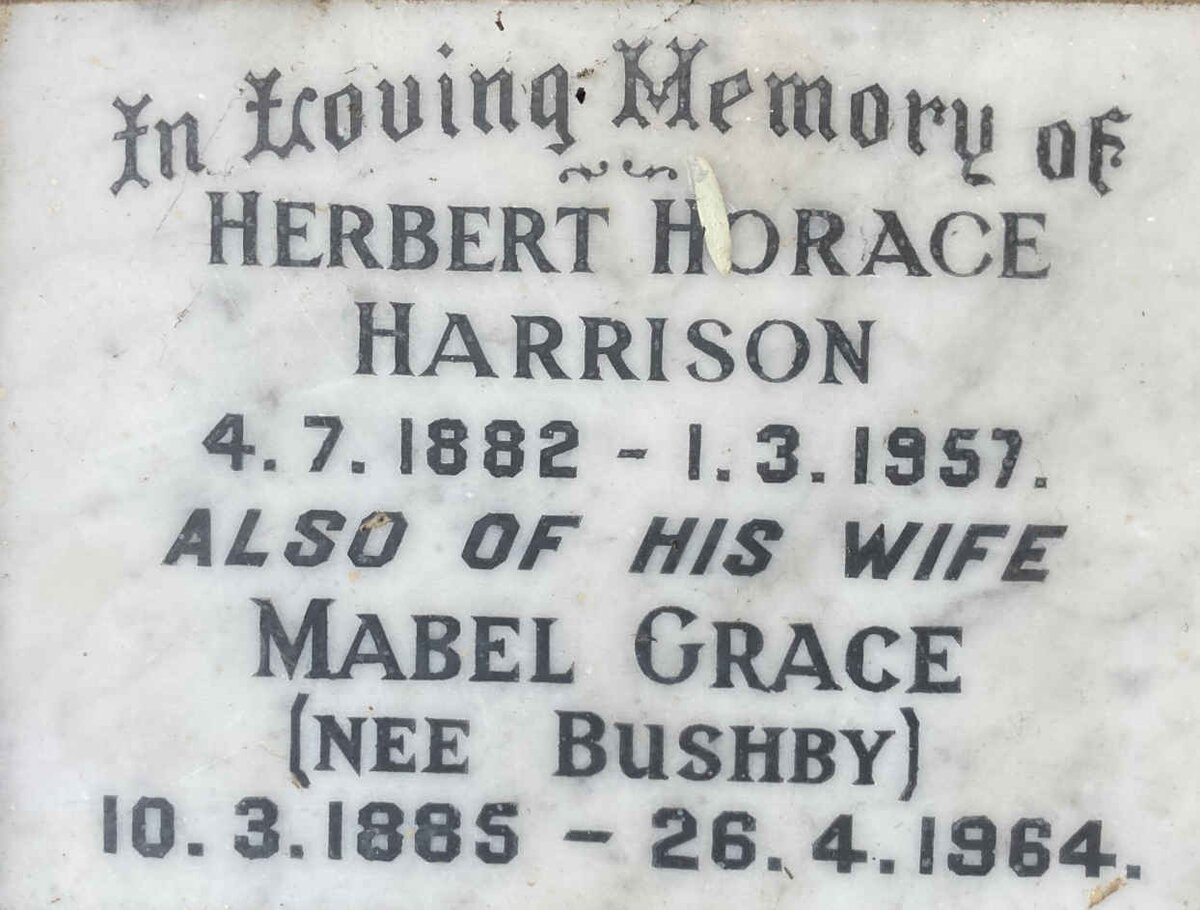 In Loving Memory of
HERBERT HORACE
HARRISON
4.7.1882 - 1.3.1957.
ALSO OF HIS WIFE
MABEL GRACE
(NEE BUSHBY)
10.3.1885 - 26.4.1964.